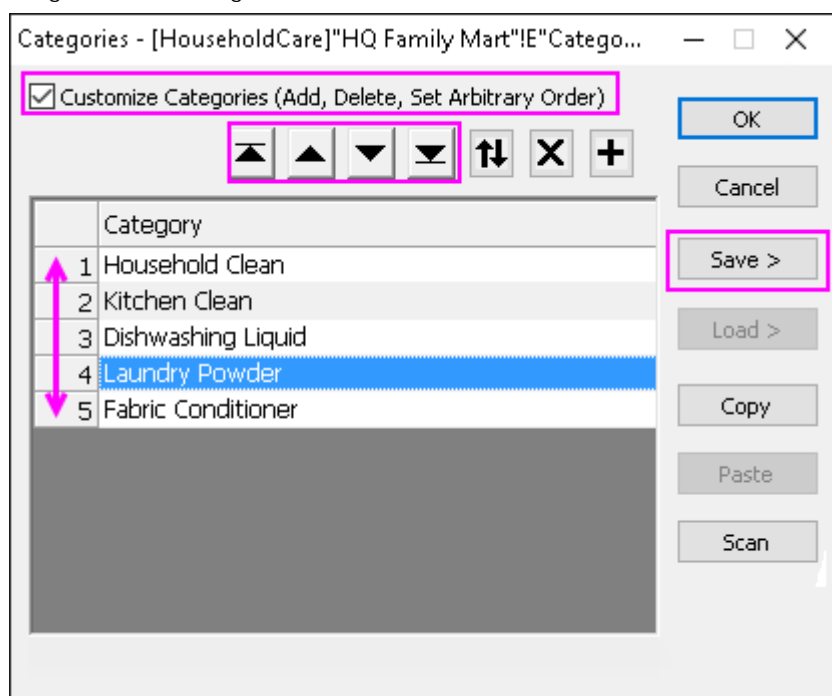 Categories - [HouseholdCare]"HQ Family Mart"!E"Catego...
Customize Categories (Add, Delete, Set Arbitrary Order)
OK
Cancel
Category
1 Household Clean
Save >
2 Kitchen Clean
3 Dishwashing Liquid
Load >
4 Laundry Powder
5 Fabric Conditioner
Copy
Paste
Scan